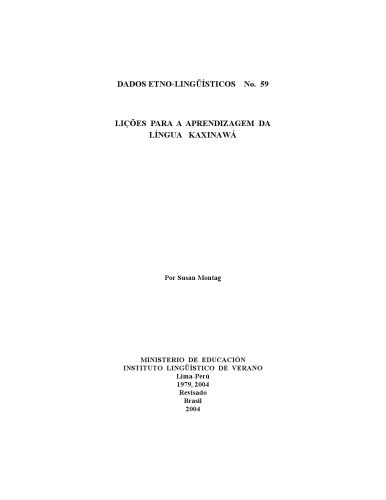 DADOS ETNO-LINGÜÍSTICOS No. 59
LIÇÕES PARA A APRENDIZAGEM DA
LÍNGUA KAXINAWÁ
Por Susan Montag
MINISTERIO DE EDUCACIÓN
INSTITUTO LINGÜÍSTICO DE VERANO
Lima-Perú
1979, 2004
Revisado
Brasil
2004